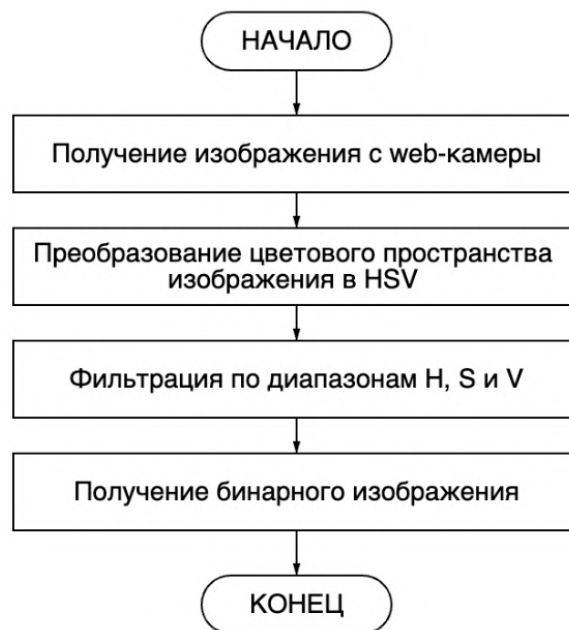 НАЧАЛО
Получение изображения с web-камеры
Преобразование цветового пространства
изображения в HSV
Фильтрация по диапазонам H, S и V
Получение бинарного изображения
КОНЕЦ